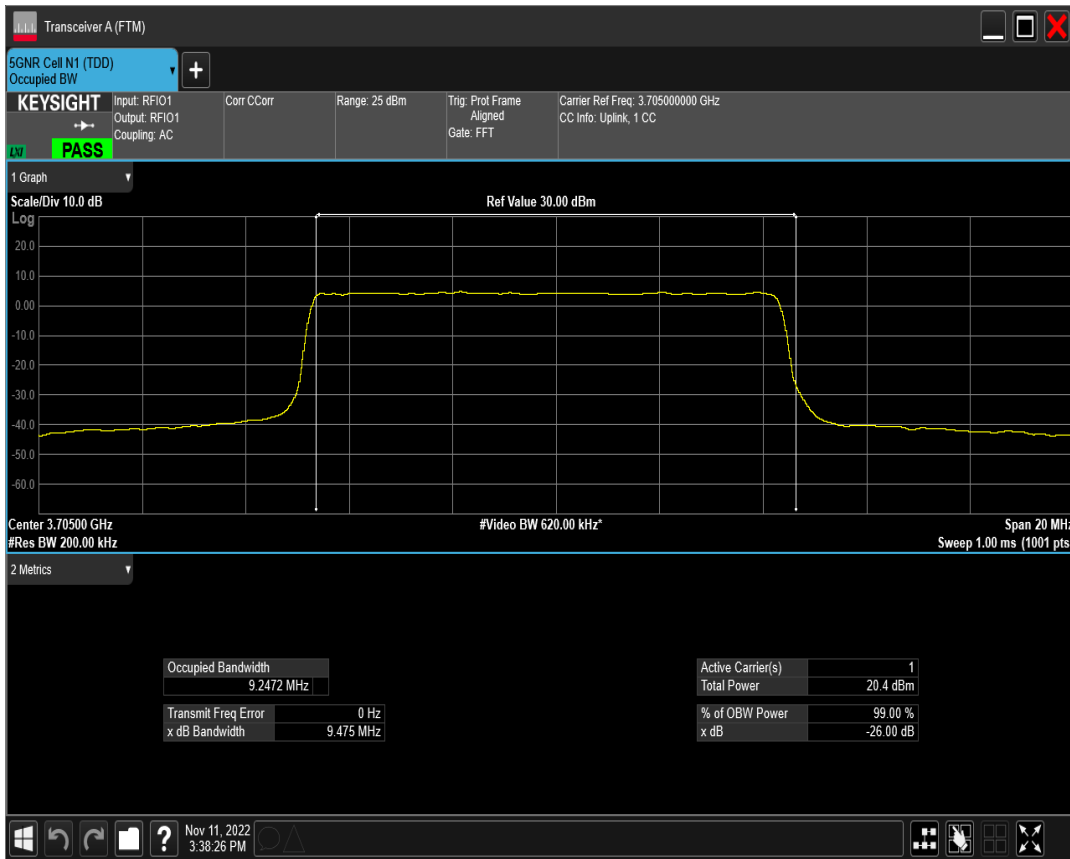 Transceiver A (FTM)
5GNR Cell N1 (TDD)
Occupied BW
+
KEYSIGHT
LXI
PASS
Input: RFIO1
Output: RFIO1
Coupling: AC
Corr CCorr
Range: 25 dBm
Trig: Prot Frame
Aligned
Gate: FFT
Carrier Ref Freq: 3.705000000 GHz
CC Info: Uplink, 1 CC
1 Graph
Scale/Div 10.0 dB
Ref Value 30.00 dBm
Log
20.0
10.0
0.00
-10.0
-20.0
-30.0
-40.0
-50.0
-60.0
Center 3.70500 GHz
#Video BW 620.00 kHz*
Span 20 MHz
#Res BW 200.00 kHz
Sweep 1.00 ms (1001 pts
2 Metrics
Occupied Bandwidth
9.2472 MHz
Transmit Freq Error 0 Hz
x dB Bandwidth 9.475 MHz
Active Carrier(s) 1
Total Power 20.4 dBm
% of OBW Power 99.00 %
x dB -26.00 dB
?
Nov 11, 2022
3:38:26 PM